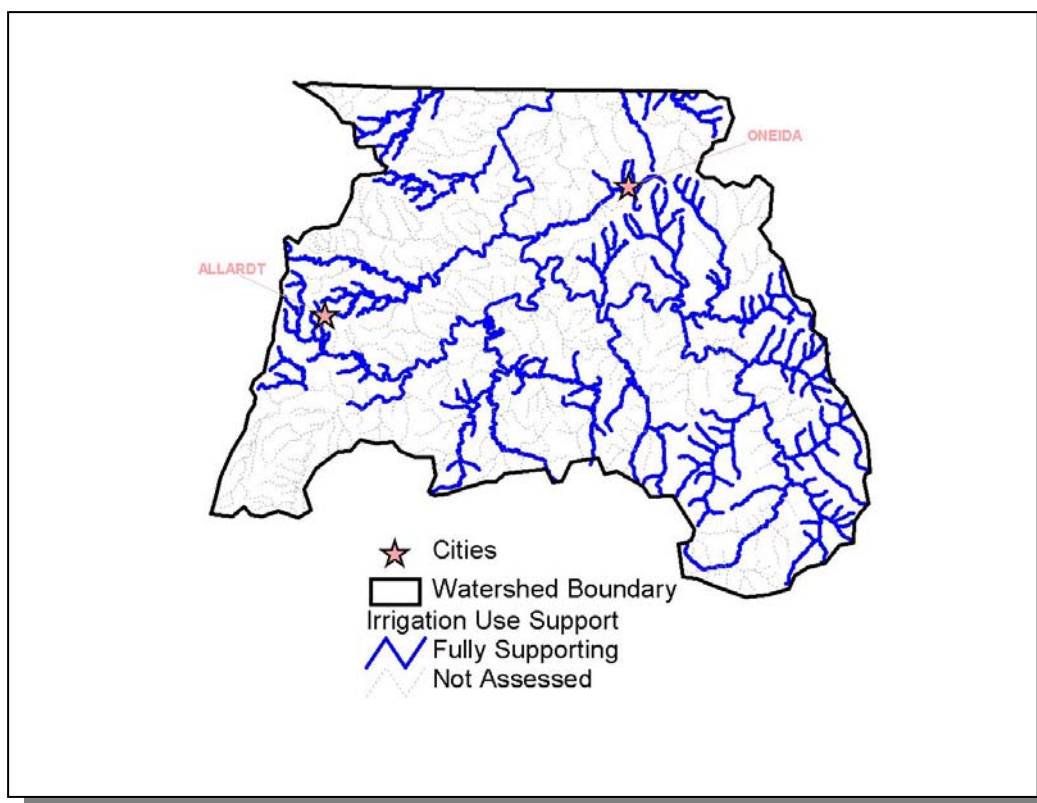 ONEIDA
ALLARDT
Cities
Watershed Boundary
Irrigation Use Support
Fully Supporting
Not Assessed